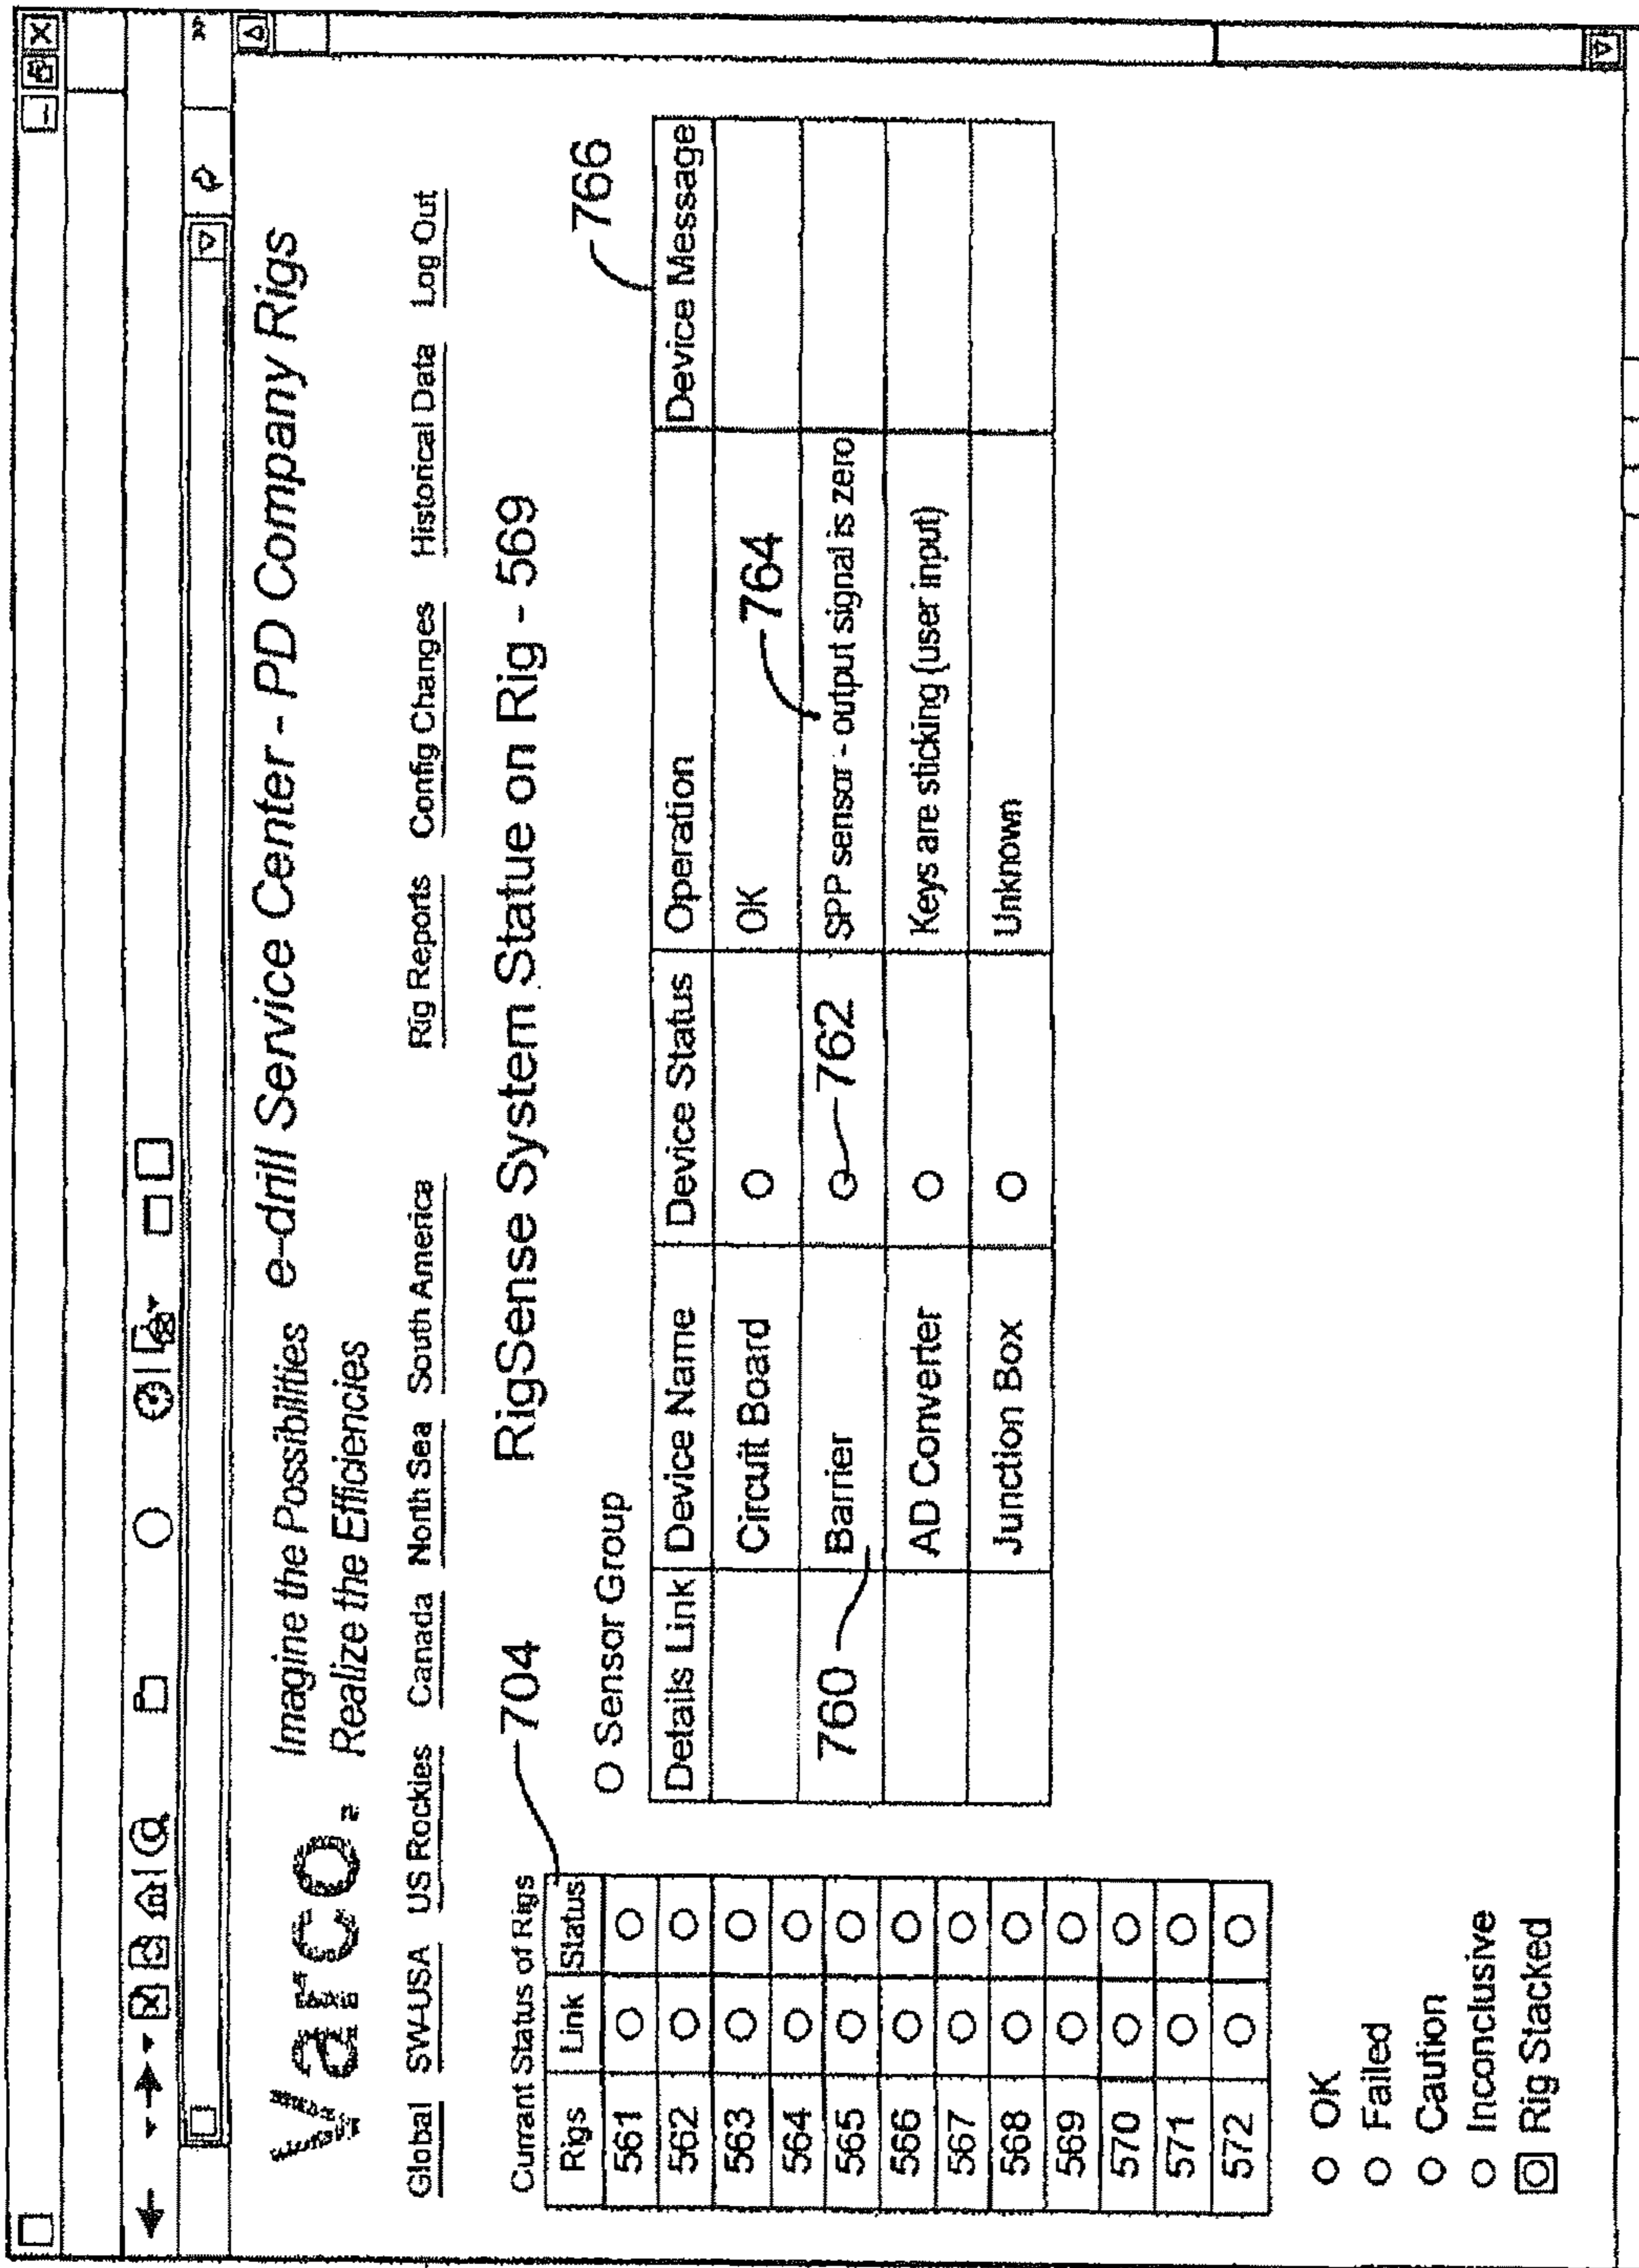 Varco Imagine the Possibilities e-drill Service Center - PD Company Rigs
Realize the Efficiencies
Global SW-USA US Rockies Canada North Sea South America Rig Reports Config Changes Historical Data Log Out
704 RigSense System Statue on Rig - 569
Currant Status of Rigs
Rigs Link Status
561
562
563
564
565
566
567
568
569
570
571
572
OK
Failed
Caution
Inconclusive
Rig Stacked
Sensor Group
766
Details Link Device Name Device Status Operation Device Message
Circuit Board OK
764
760 Barrier 762 SPP sensor - output signal is zero
AD Converter Keys are sticking (user input)
Junction Box Unknown